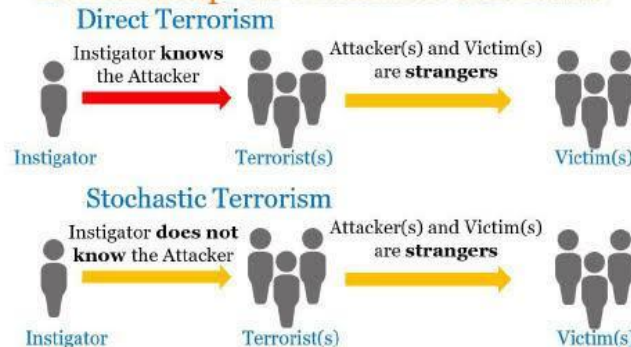 Direct Terrorism
Instigator knows
the Attacker
Attacker(s) and Victim(s)
are strangers
Instigator
Terrorist(s)
Victim(s)
Stochastic Terrorism
Instigator does not
know the Attacker
Attacker(s) and Victim(s)
are strangers
Instigator
Terrorist(s)
Victim(s)